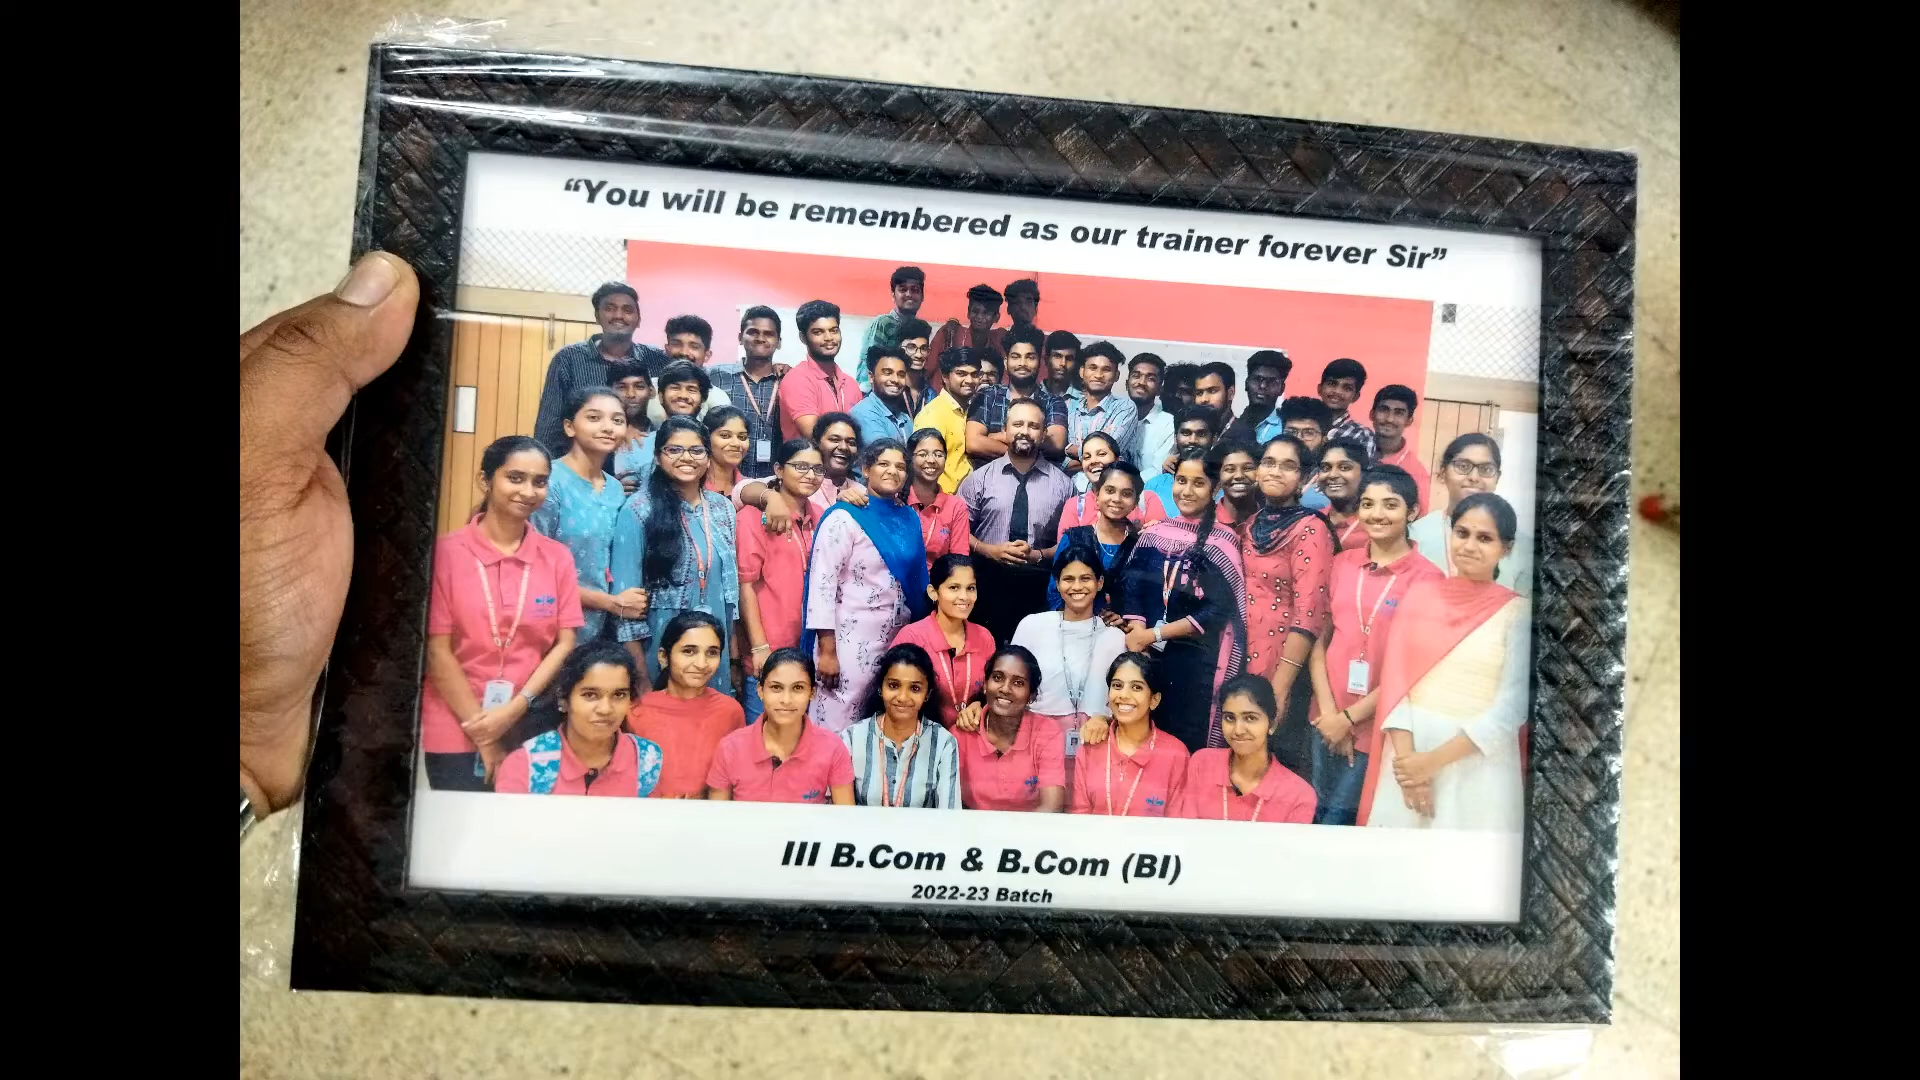 “You will be remembered as our trainer forever Sir”
III B.Com & B.Com (BI)
2022-23 Batch